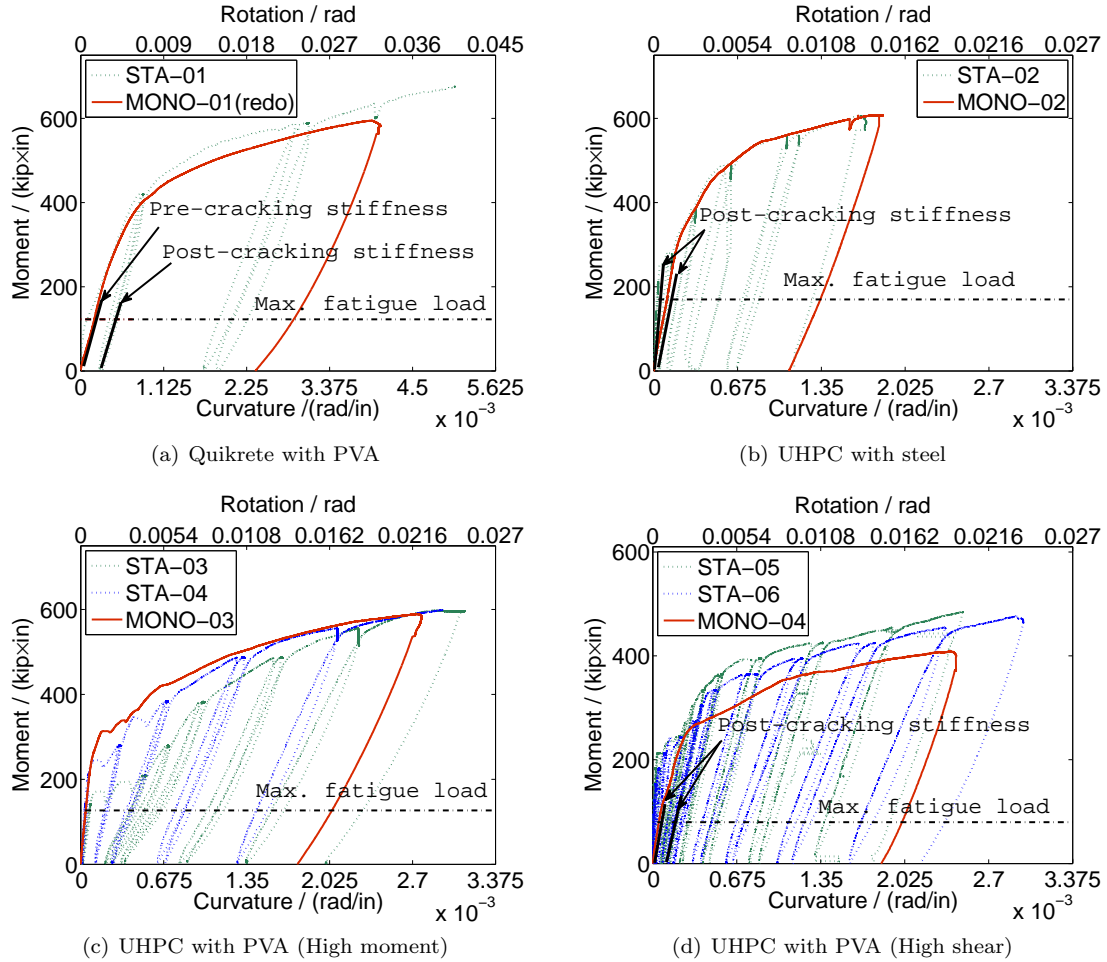 Rotation / rad
0 0.009 0.018 0.027 0.036 0.045
STA−01
MONO−01(redo)
600
400
200
0
Moment / (kip×in)
Pre-cracking stiffness
Post-cracking stiffness
Max. fatigue load
0 1.125 2.25 3.375 4.5 5.625
Curvature /(rad/in)
x 10−3
(a) Quikrete with PVA
Rotation / rad
0 0.0054 0.0108 0.0162 0.0216 0.027
STA−02
MONO−02
600
400
200
0
Moment / (kip×in)
Post-cracking stiffness
Max. fatigue load
0 0.675 1.35 2.025 2.7 3.375
Curvature / (rad/in)
x 10−3
(b) UHPC with steel
Rotation / rad
0 0.0054 0.0108 0.0162 0.0216 0.027
STA−03
STA−04
MONO−03
600
400
200
0
Moment / (kip×in)
Max. fatigue load
0 0.675 1.35 2.025 2.7 3.375
Curvature / (rad/in)
x 10−3
(c) UHPC with PVA (High moment)
Rotation / rad
0 0.0054 0.0108 0.0162 0.0216 0.027
STA−05
STA−06
MONO−04
600
400
200
0
Moment / (kip×in)
Post-cracking stiffness
Max. fatigue load
0 0.675 1.35 2.025 2.7 3.375
Curvature / (rad/in)
x 10−3
(d) UHPC with PVA (High shear)